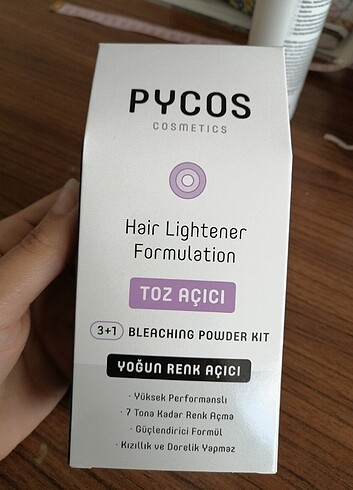 PYCOS
COSMETICS
Hair Lightener
Formulation
TOZ AÇICI
3+1 BLEACHING POWDER KIT
YOĞUN RENK AÇICI
· Yüksek Performanslı
· 7 Tona Kadar Renk Açma
· Güçlendirici Formül
· Kızıllık ve Dorelik Yapmaz